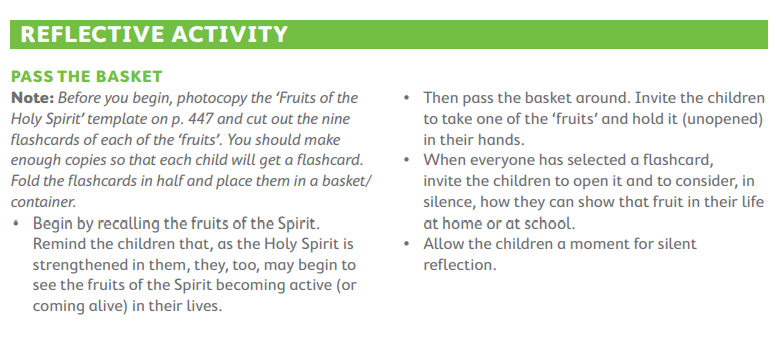 REFLECTIVE ACTIVITY
PASS THE BASKET
Note: Before you begin, photocopy the ‘Fruits of the
Holy Spirit’ template on p. 447 and cut out the nine
flashcards of each of the ‘fruits’. You should make
enough copies so that each child will get a flashcard.
Fold the flashcards in half and place them in a basket/
container.
• Begin by recalling the fruits of the Spirit.
Remind the children that, as the Holy Spirit is
strengthened in them, they, too, may begin to
see the fruits of the Spirit becoming active (or
coming alive) in their lives.
• Then pass the basket around. Invite the children
to take one of the ‘fruits’ and hold it (unopened)
in their hands.
• When everyone has selected a flashcard,
invite the children to open it and to consider, in
silence, how they can show that fruit in their life
at home or at school.
• Allow the children a moment for silent
reflection.